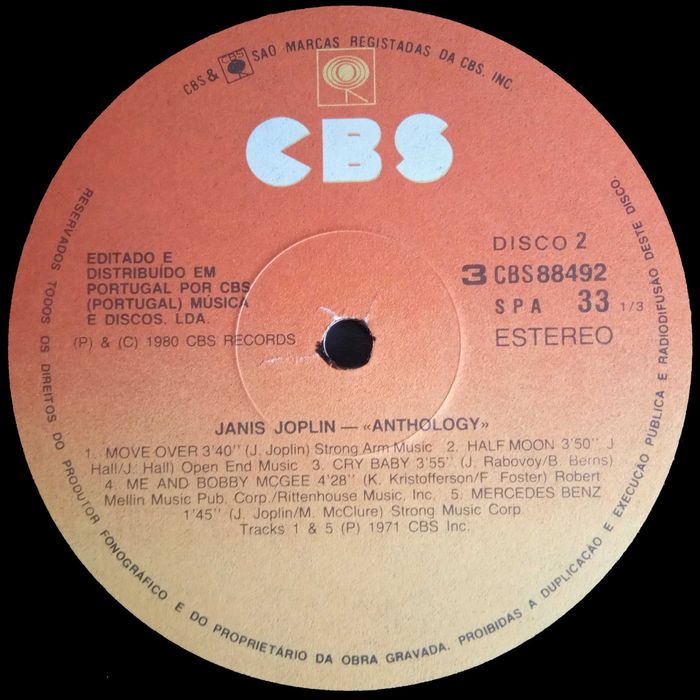 CBS & CBS SAO MARCAS REGISTADAS DA CBS. INC.
CBS
EDITADO E
DISTRIBUÍDO EM
PORTUGAL POR CBS
(PORTUGAL) MÚSICA
E DISCOS. LDA.
(P) & (C) 1980 CBS RECORDS
DISCO 2
3 CBS88492
SPA 33 1/3
ESTEREO
JANIS JOPLIN — «ANTHOLOGY»
1. MOVE OVER 3'40'' (J. Joplin) Strong Arm Music 2. HALF MOON 3'50'' J
Hall/J. Hall) Open End Music 3. CRY BABY 3'55'' (J. Rabovoy/B. Berns)
4. ME AND BOBBY MCGEE 4'28'' (K. Kristofferson/F. Foster) Robert
Mellin Music Pub. Corp./Rittenhouse Music, Inc. 5. MERCEDES BENZ
1'45'' (J. Joplin/M. McClure) Strong Music Corp.
Tracks 1 & 5 (P) 1971 CBS Inc.
RESERVADOS TODOS OS DIREITOS DO PRODUTOR FONOGRÁFICO E DO PROPRIETÁRIO DA OBRA GRAVADA. PROIBIDAS A DUPLICAÇÃO E EXECUÇÃO PÚBLICA E RADIODIFUSÃO DESTE DISCO.